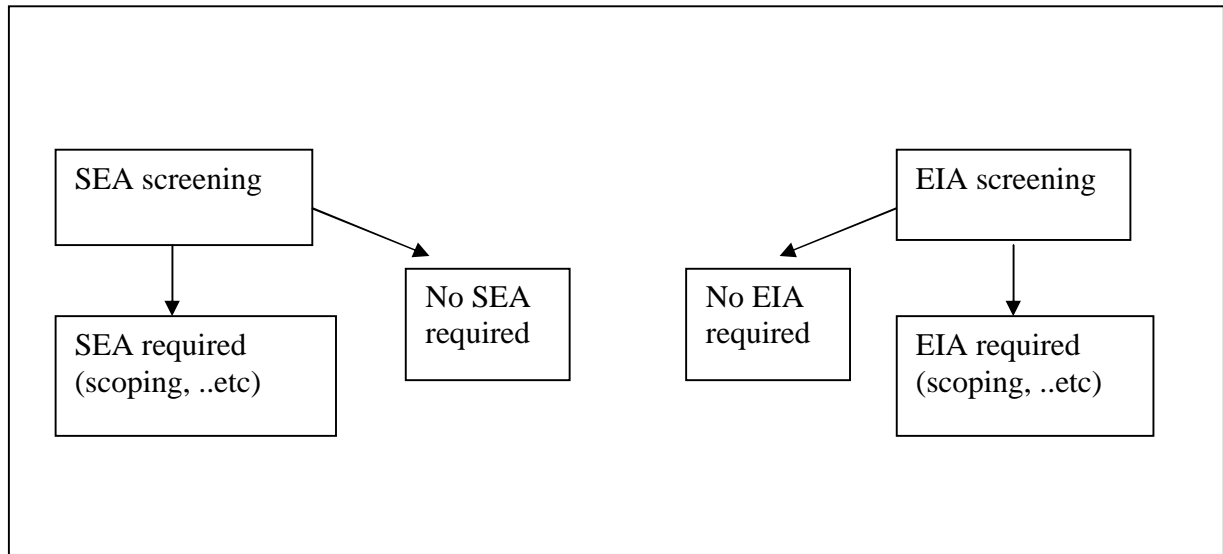 SEA screening
EIA screening
No SEA
required
No EIA
required
SEA required
(scoping, ..etc)
EIA required
(scoping, ..etc)